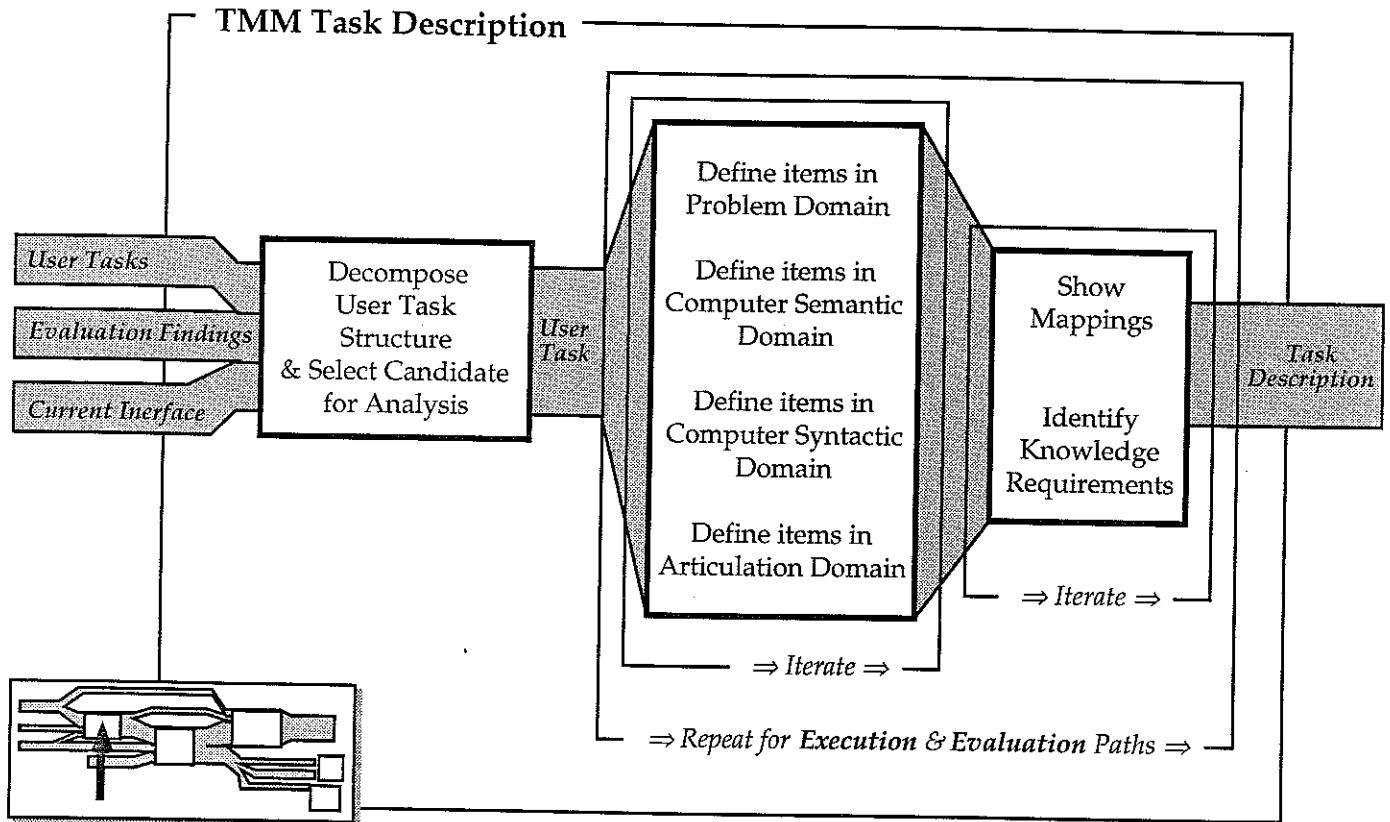 TMM Task Description
User Tasks
Evaluation Findings
Current Inerface
Decompose
User Task
Structure
& Select Candidate
for Analysis
User
Task
Define items in
Problem Domain
Define items in
Computer Semantic
Domain
Define items in
Computer Syntactic
Domain
Define items in
Articulation Domain
⇒ Iterate ⇒
Show
Mappings
Identify
Knowledge
Requirements
⇒ Iterate ⇒
Task
Description
⇒ Repeat for Execution & Evaluation Paths ⇒